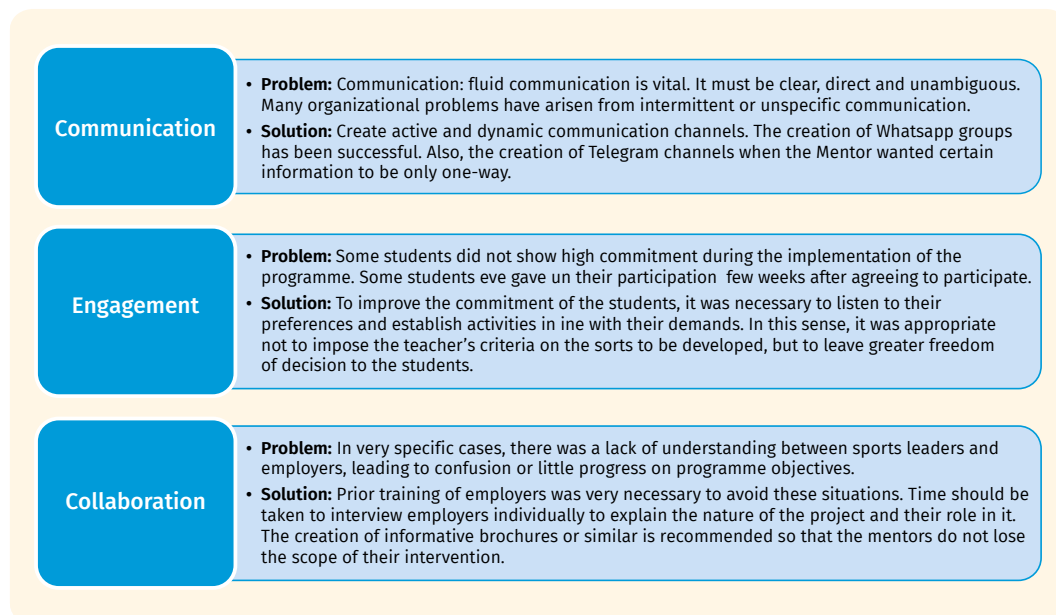 Communication
• Problem: Communication: fluid communication is vital. It must be clear, direct and unambiguous.
Many organizational problems have arisen from intermittent or unspecific communication.
• Solution: Create active and dynamic communication channels. The creation of Whatsapp groups
has been successful. Also, the creation of Telegram channels when the Mentor wanted certain
information to be only one-way.
Engagement
• Problem: Some students did not show high commitment during the implementation of the
programme. Some students eve gave un their participation few weeks after agreeing to participate.
• Solution: To improve the commitment of the students, it was necessary to listen to their
preferences and establish activities in ine with their demands. In this sense, it was appropriate
not to impose the teacher’s criteria on the sorts to be developed, but to leave greater freedom
of decision to the students.
Collaboration
• Problem: In very specific cases, there was a lack of understanding between sports leaders and
employers, leading to confusion or little progress on programme objectives.
• Solution: Prior training of employers was very necessary to avoid these situations. Time should be
taken to interview employers individually to explain the nature of the project and their role in it.
The creation of informative brochures or similar is recommended so that the mentors do not lose
the scope of their intervention.